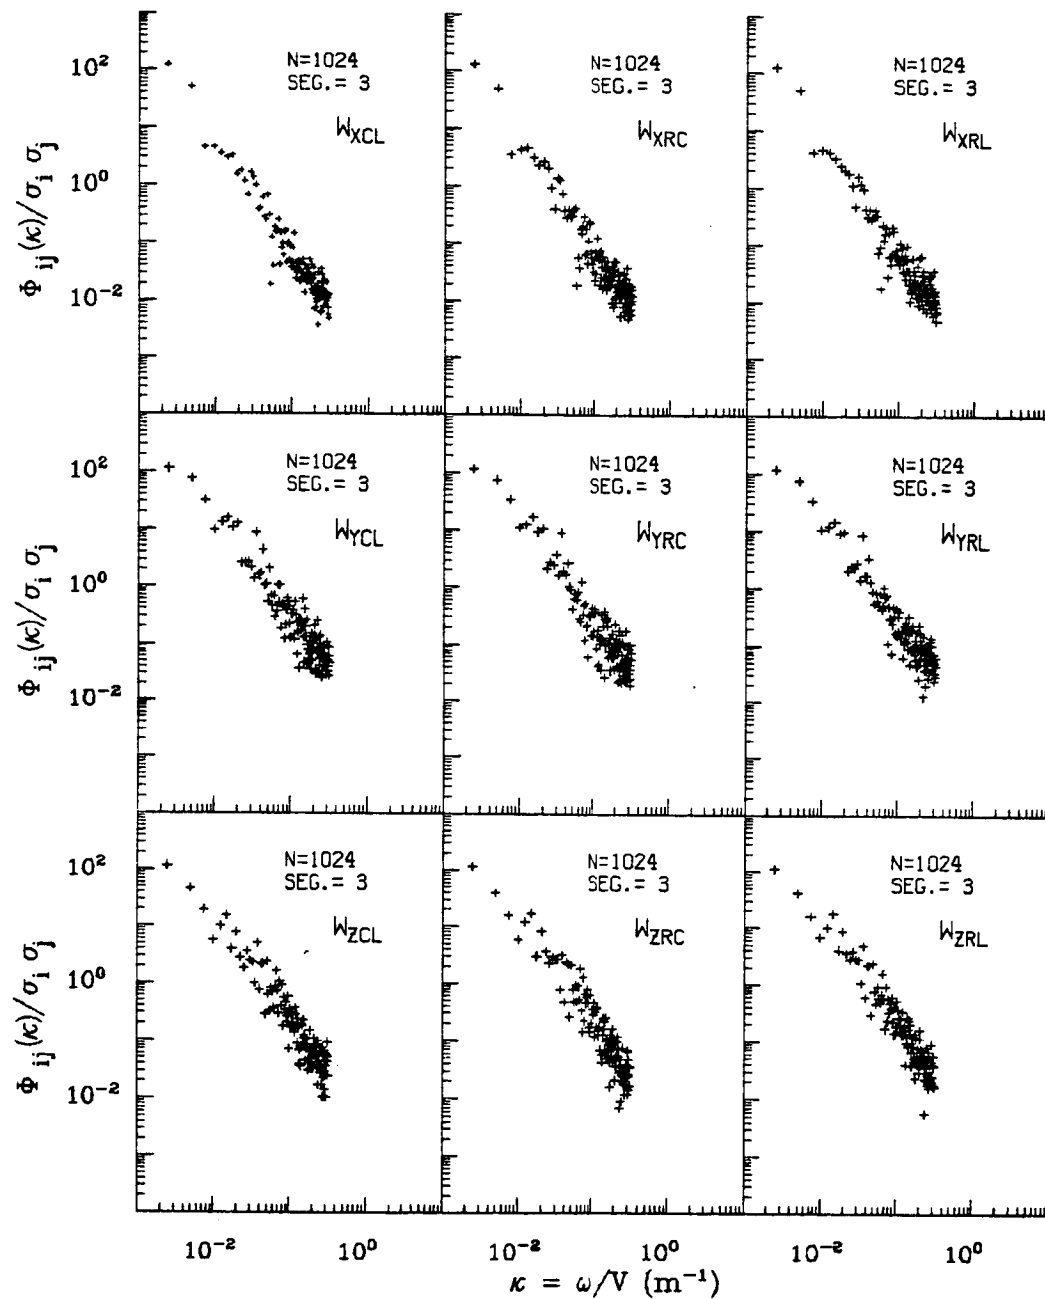 N=1024
SEG.= 3
W_XCL
N=1024
SEG.= 3
W_XRC
N=1024
SEG.= 3
W_XRL
10² 
10⁰
10⁻²
Φ_ij(κ)/σ_i σ_j
N=1024
SEG.= 3
W_YCL
N=1024
SEG.= 3
W_YRC
N=1024
SEG.= 3
W_YRL
10²
10⁰
10⁻²
Φ_ij(κ)/σ_i σ_j
N=1024
SEG.= 3
W_ZCL
N=1024
SEG.= 3
W_ZRC
N=1024
SEG.= 3
W_ZRL
10²
10⁰
10⁻²
Φ_ij(κ)/σ_i σ_j
10⁻² 10⁰ 10⁻² 10⁰ 10⁻² 10⁰
κ = ω/V (m⁻¹)